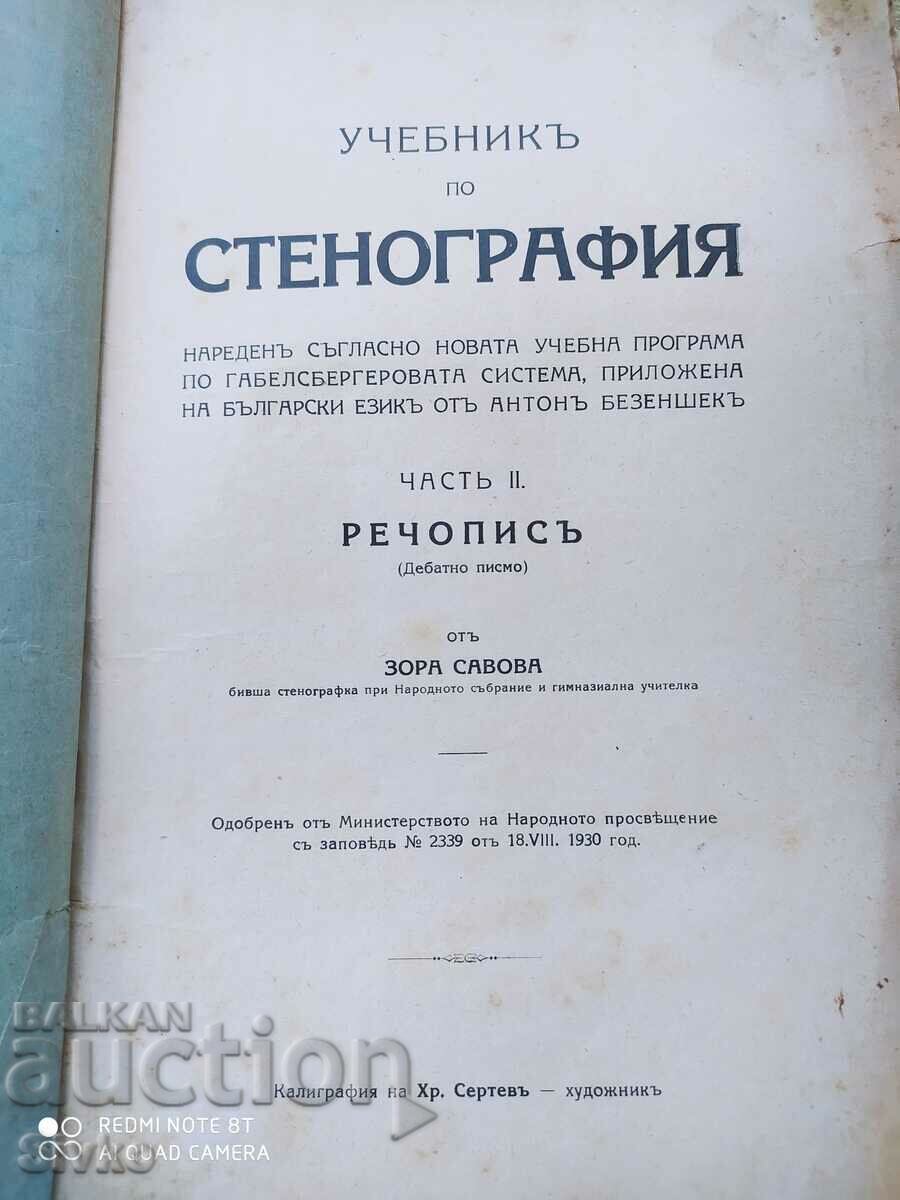 УЧЕБНИКЪ
ПО
СТЕНОГРАФИЯ
НАРЕДЕНЪ СЪГЛАСНО НОВАТА УЧЕБНА ПРОГРАМА
ПО ГАБЕЛСБЕРГЕРОВАТА СИСТЕМА, ПРИЛОЖЕНА
НА БЪЛГАРСКИ ЕЗИКЪ ОТЪ АНТОНЪ БЕЗЕНШЕКЪ
ЧАСТЬ II.
РЕЧОПИСЪ
(Дебатно писмо)
отъ
ЗОРА САВОВА
бивша стенографка при Народното събрание и гимназиална учителка
Одобренъ отъ Министерството на Народното просвѣщение
съ заповѣдь № 2339 отъ 18.VIII. 1930 год.
Калиграфия на Хр. Сертевъ — художникъ
BALKAN
auction
REDMI NOTE 8T
AI QUAD CAMERA
Sivko